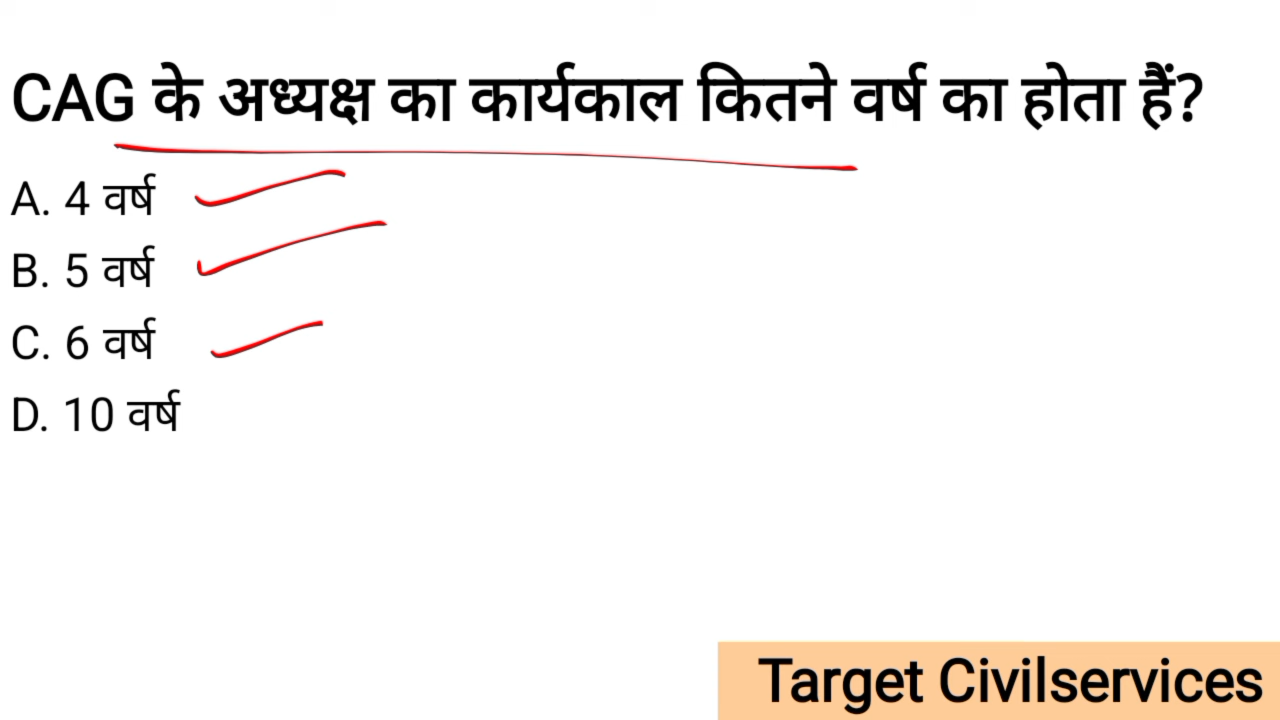 CAG के अध्यक्ष का कार्यकाल कितने वर्ष का होता हैं?
A. 4 वर्ष
B. 5 वर्ष
C. 6 वर्ष
D. 10 वर्ष
Target Civilservices